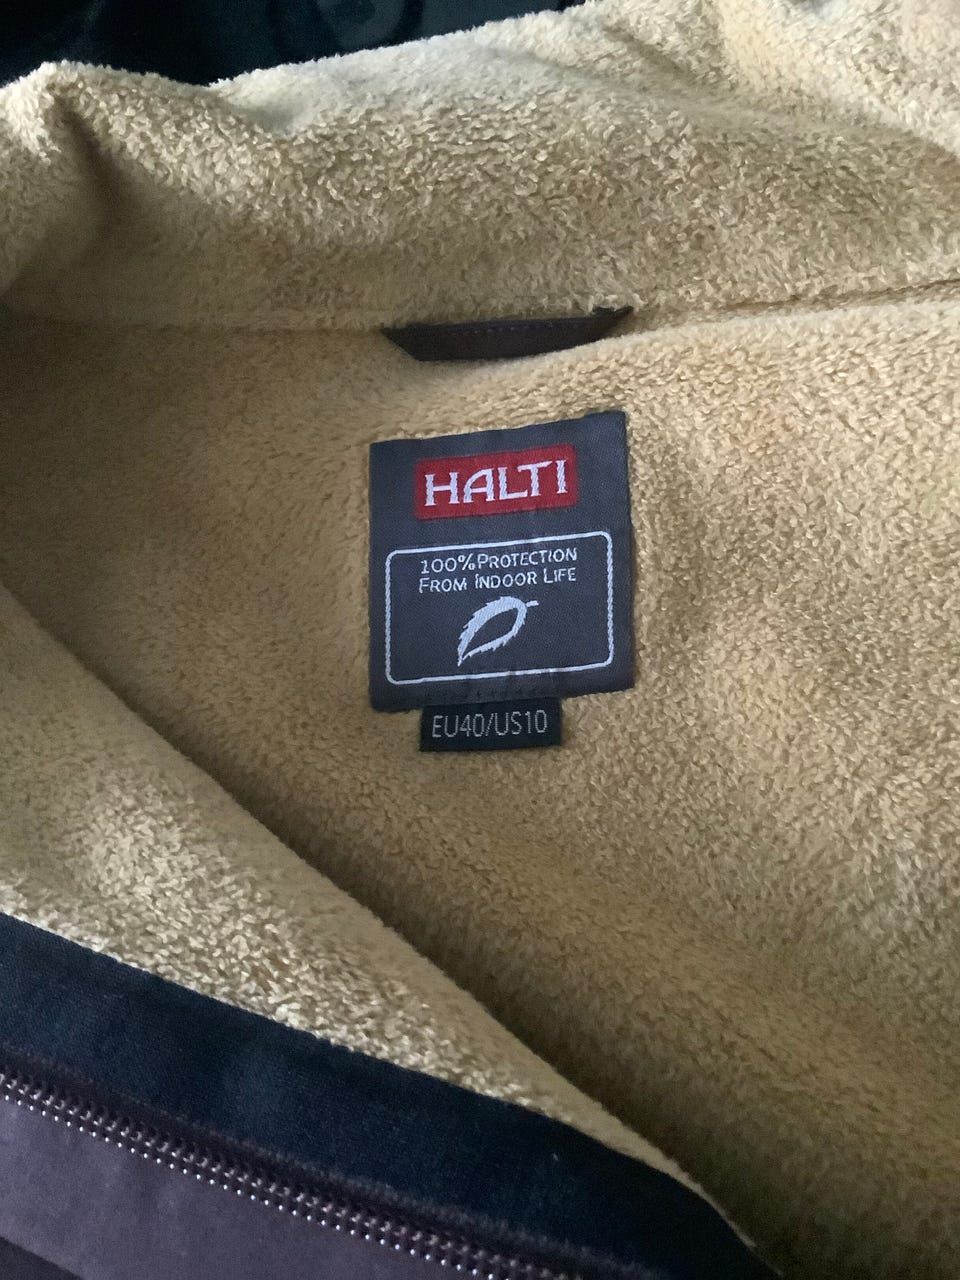 HALTI
100% PROTECTION
FROM INDOOR LIFE
EU40/US10